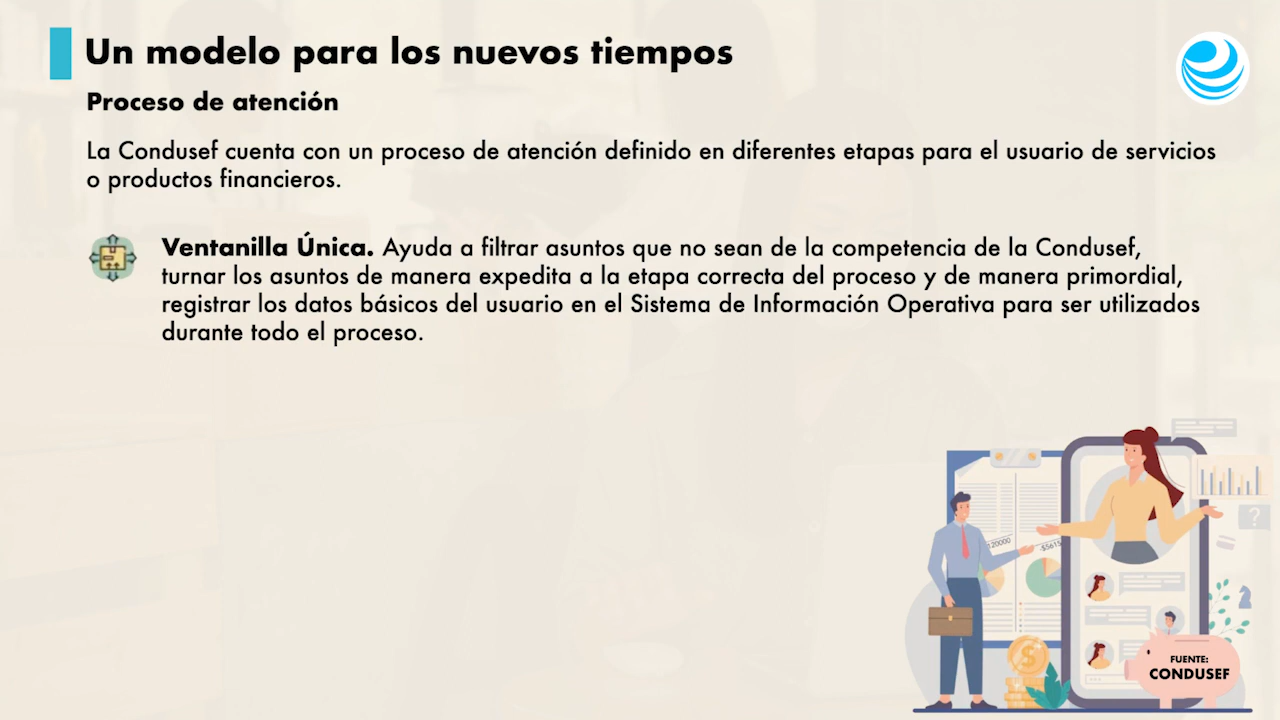 Un modelo para los nuevos tiempos
Proceso de atención
La Condusef cuenta con un proceso de atención definido en diferentes etapas para el usuario de servicios
o productos financieros.
Ventanilla Única. Ayuda a filtrar asuntos que no sean de la competencia de la Condusef,
turnar los asuntos de manera expedita a la etapa correcta del proceso y de manera primordial,
registrar los datos básicos del usuario en el Sistema de Información Operativa para ser utilizados
durante todo el proceso.
?
120000
-$5615
$
FUENTE:
CONDUSEF